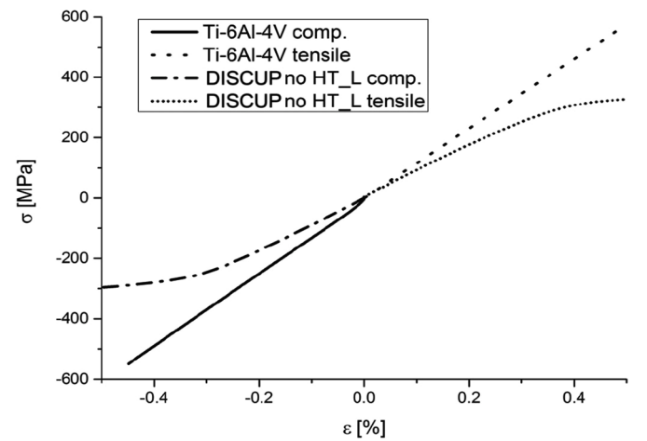 600
400
200
0
-200
-400
-600
σ [MPa]
Ti-6Al-4V comp.
Ti-6Al-4V tensile
DISCUP no HT_L comp.
DISCUP no HT_L tensile
-0.4 -0.2 0.0 0.2 0.4
ε [%]